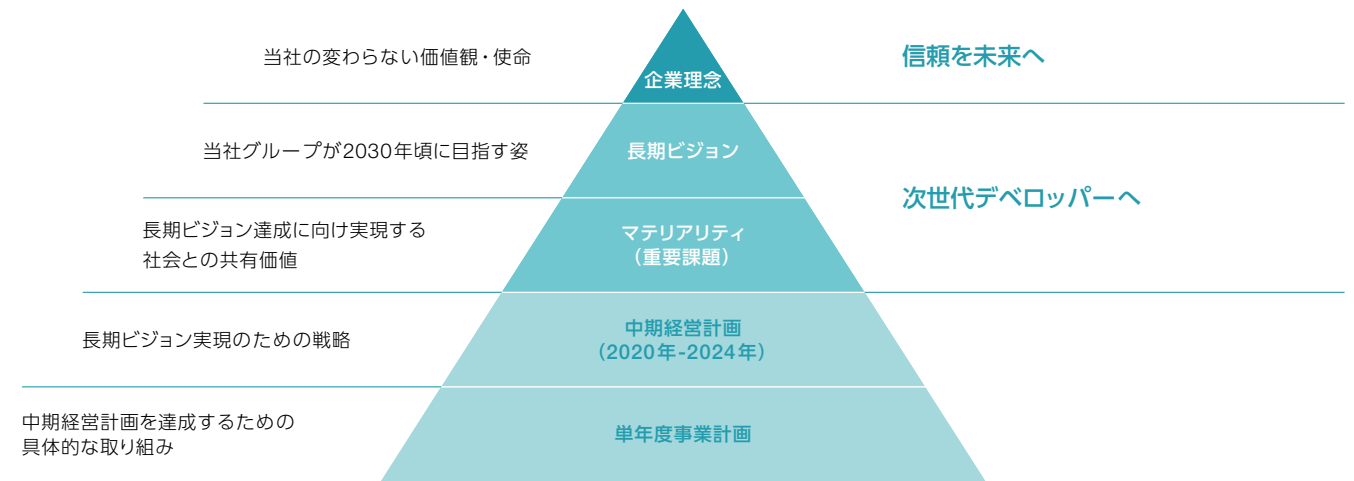 当社の変わらない価値観・使命
企業理念
信頼を未来へ
当社グループが2030年頃に目指す姿
長期ビジョン
次世代デベロッパーへ
長期ビジョン達成に向け実現する
社会との共有価値
マテリアリティ
（重要課題）
長期ビジョン実現のための戦略
中期経営計画
（2020年-2024年）
中期経営計画を達成するための
具体的な取り組み
単年度事業計画